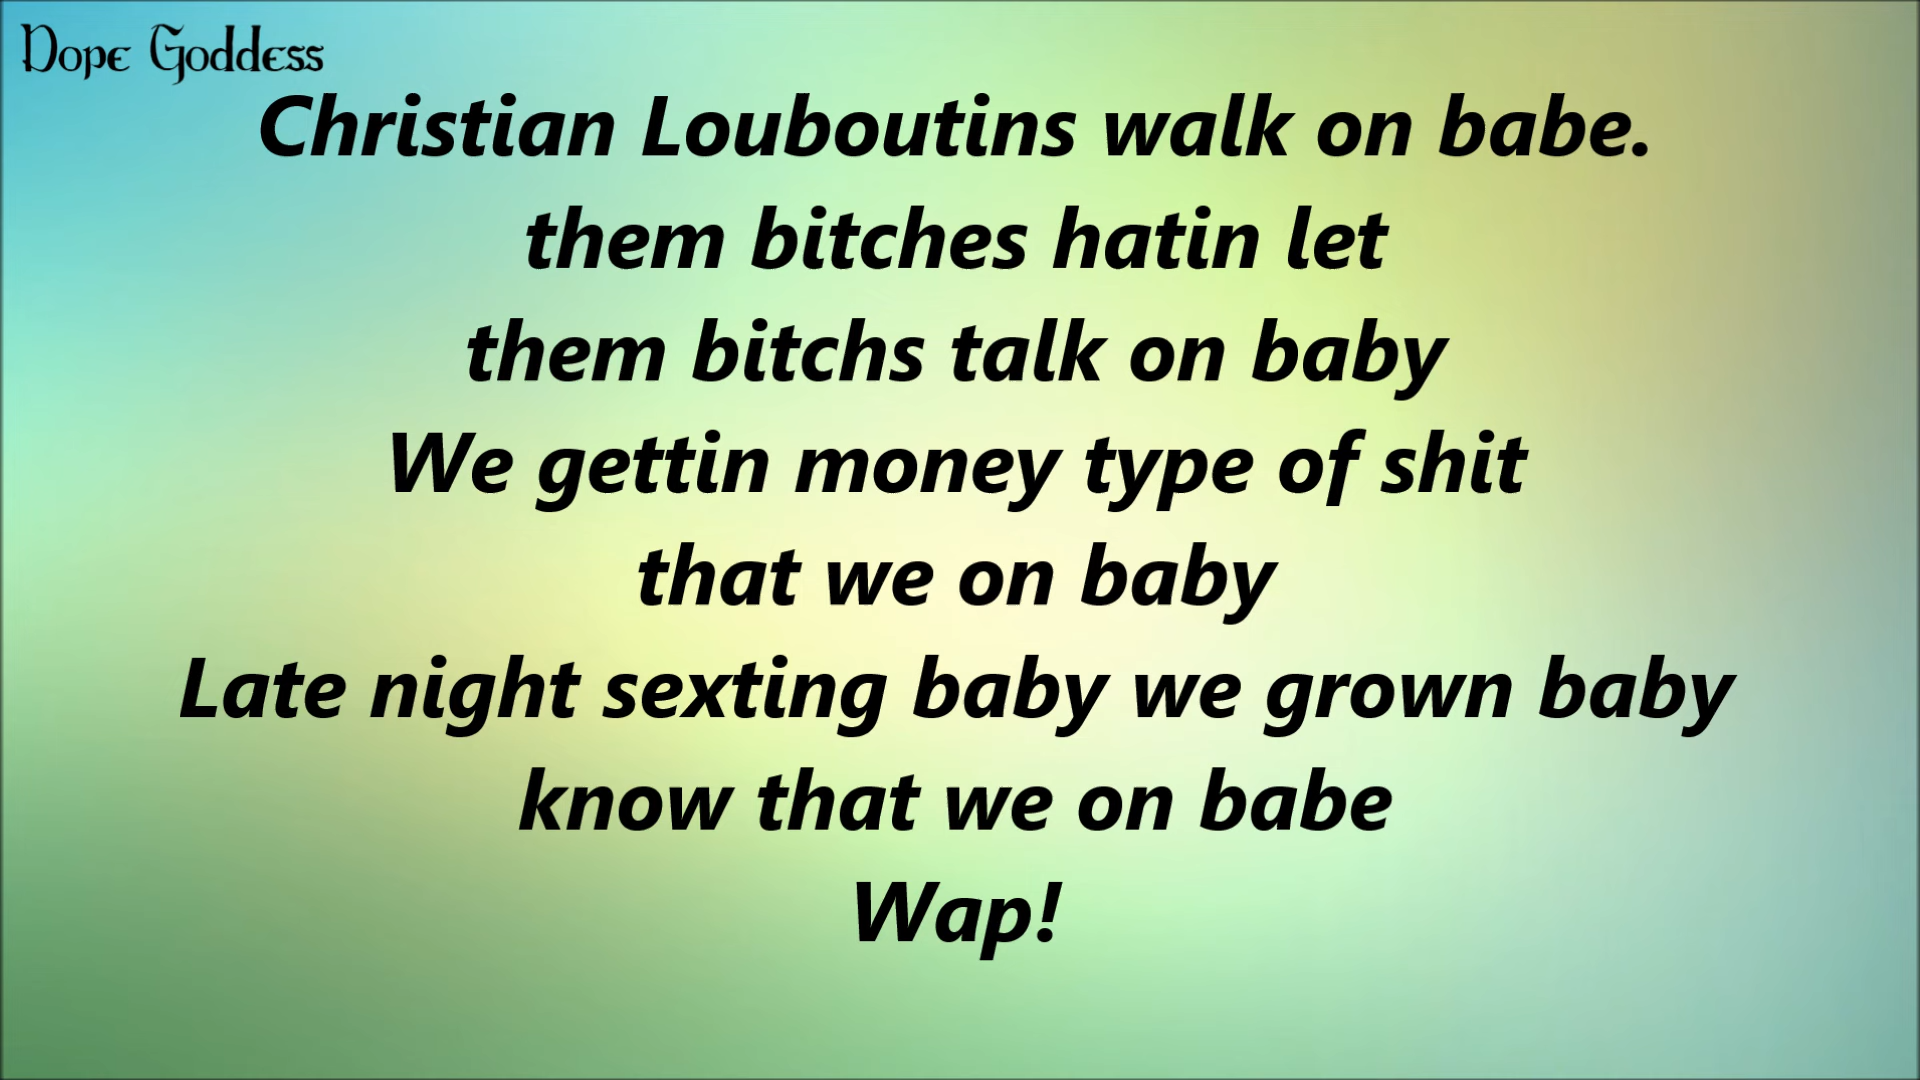 Dope Goddess
Christian Louboutins walk on babe.
them bitches hatin let
them bitchs talk on baby
We gettin money type of shit
that we on baby
Late night sexting baby we grown baby
know that we on babe
Wap!